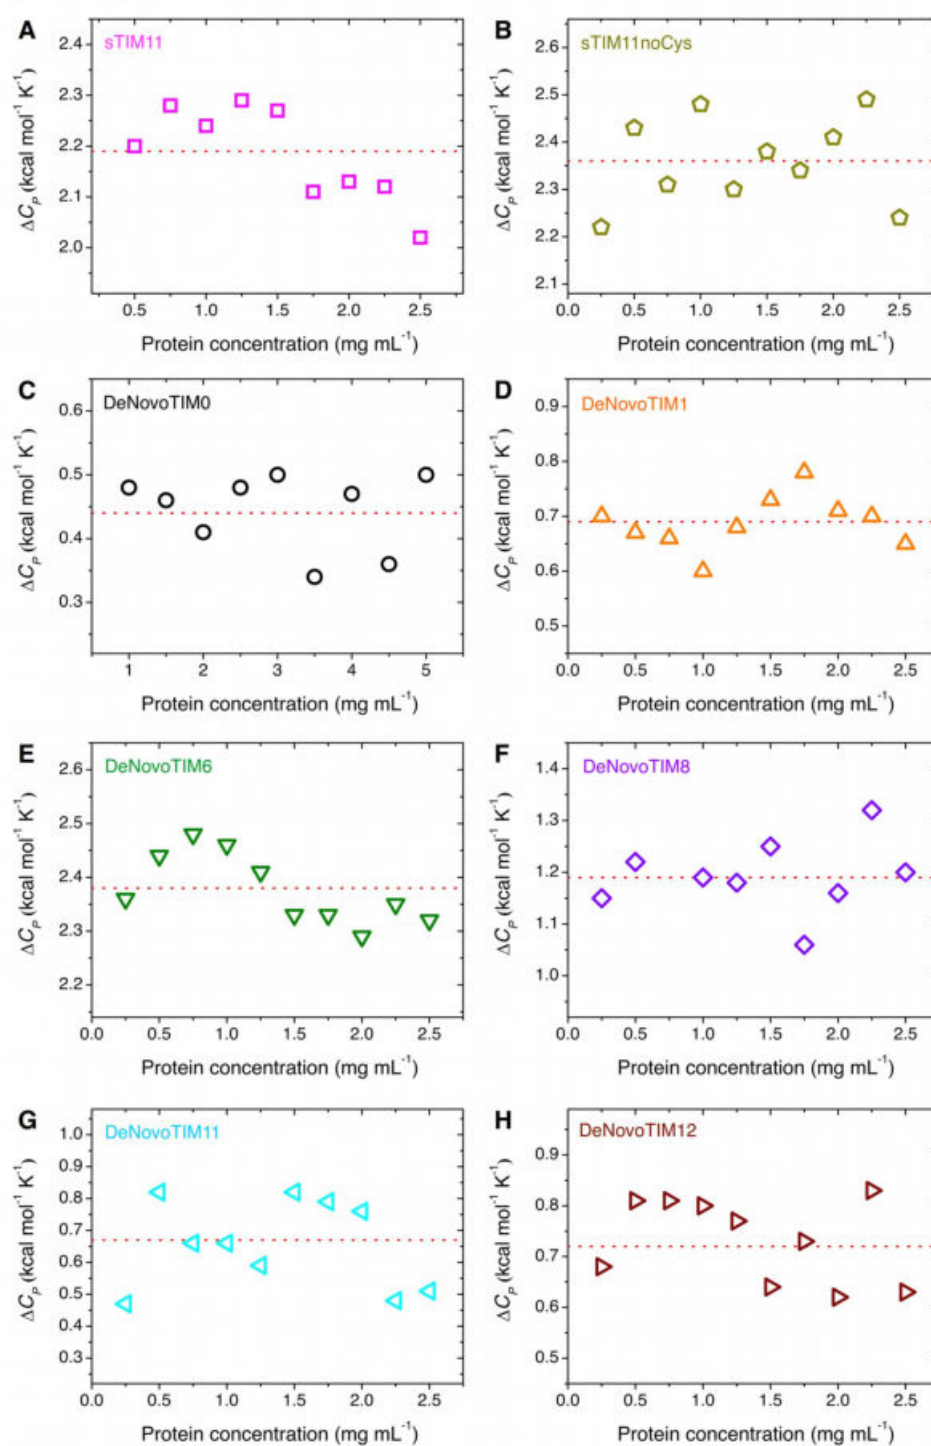 A
sTIM11
2.4
2.3
2.2
2.1
2.0
ΔCP (kcal mol⁻¹ K⁻¹)
0.5 1.0 1.5 2.0 2.5
Protein concentration (mg mL⁻¹)
B
sTIM11noCys
2.6
2.5
2.4
2.3
2.2
2.1
ΔCP (kcal mol⁻¹ K⁻¹)
0.0 0.5 1.0 1.5 2.0 2.5
Protein concentration (mg mL⁻¹)
C
DeNovoTIM0
0.6
0.5
0.4
0.3
ΔCP (kcal mol⁻¹ K⁻¹)
1 2 3 4 5
Protein concentration (mg mL⁻¹)
D
DeNovoTIM1
0.9
0.8
0.7
0.6
0.5
ΔCP (kcal mol⁻¹ K⁻¹)
0.0 0.5 1.0 1.5 2.0 2.5
Protein concentration (mg mL⁻¹)
E
DeNovoTIM6
2.6
2.5
2.4
2.3
2.2
ΔCP (kcal mol⁻¹ K⁻¹)
0.0 0.5 1.0 1.5 2.0 2.5
Protein concentration (mg mL⁻¹)
F
DeNovoTIM8
1.4
1.3
1.2
1.1
1.0
ΔCP (kcal mol⁻¹ K⁻¹)
0.0 0.5 1.0 1.5 2.0 2.5
Protein concentration (mg mL⁻¹)
G
DeNovoTIM11
1.0
0.9
0.8
0.7
0.6
0.5
0.4
0.3
ΔCP (kcal mol⁻¹ K⁻¹)
0.0 0.5 1.0 1.5 2.0 2.5
Protein concentration (mg mL⁻¹)
H
DeNovoTIM12
0.9
0.8
0.7
0.6
0.5
ΔCP (kcal mol⁻¹ K⁻¹)
0.0 0.5 1.0 1.5 2.0 2.5
Protein concentration (mg mL⁻¹)